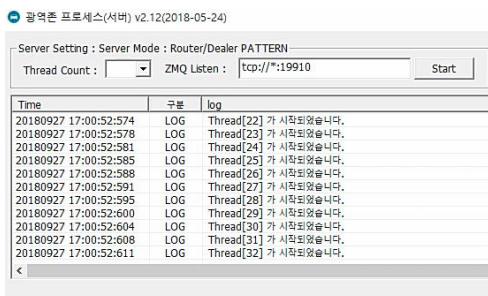 광역존 프로세스(서버) v2.12(2018-05-24)
Server Setting : Server Mode : Router/Dealer PATTERN
Thread Count : ZMQ Listen : tcp://*:19910 Start
Time 구분 log
20180927 17:00:52:574 LOG Thread[22] 가 시작되었습니다.
20180927 17:00:52:578 LOG Thread[23] 가 시작되었습니다.
20180927 17:00:52:581 LOG Thread[24] 가 시작되었습니다.
20180927 17:00:52:585 LOG Thread[25] 가 시작되었습니다.
20180927 17:00:52:588 LOG Thread[26] 가 시작되었습니다.
20180927 17:00:52:591 LOG Thread[27] 가 시작되었습니다.
20180927 17:00:52:595 LOG Thread[28] 가 시작되었습니다.
20180927 17:00:52:600 LOG Thread[29] 가 시작되었습니다.
20180927 17:00:52:604 LOG Thread[30] 가 시작되었습니다.
20180927 17:00:52:608 LOG Thread[31] 가 시작되었습니다.
20180927 17:00:52:611 LOG Thread[32] 가 시작되었습니다.